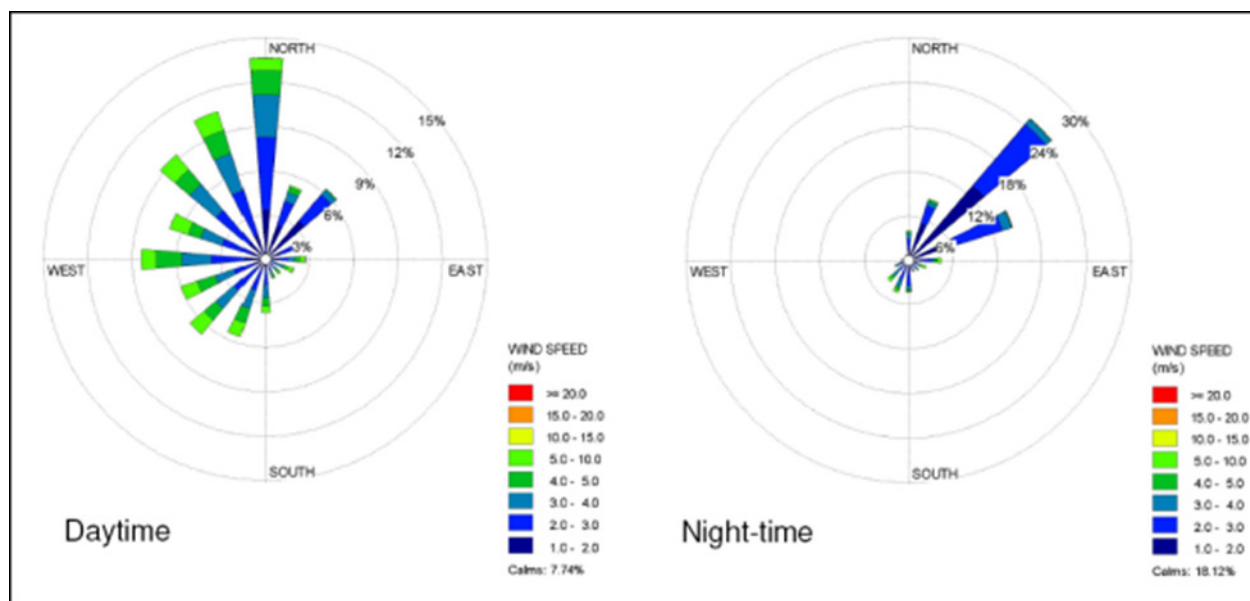 NORTH
15%
12%
9%
6%
3%
WEST
EAST
SOUTH
WIND SPEED
(m/s)
>= 20.0
15.0 - 20.0
10.0 - 15.0
5.0 - 10.0
4.0 - 5.0
3.0 - 4.0
2.0 - 3.0
1.0 - 2.0
Calms: 7.74%
Daytime
NORTH
30%
24%
18%
12%
6%
WEST
EAST
SOUTH
WIND SPEED
(m/s)
>= 20.0
15.0 - 20.0
10.0 - 15.0
5.0 - 10.0
4.0 - 5.0
3.0 - 4.0
2.0 - 3.0
1.0 - 2.0
Calms: 18.12%
Night-time